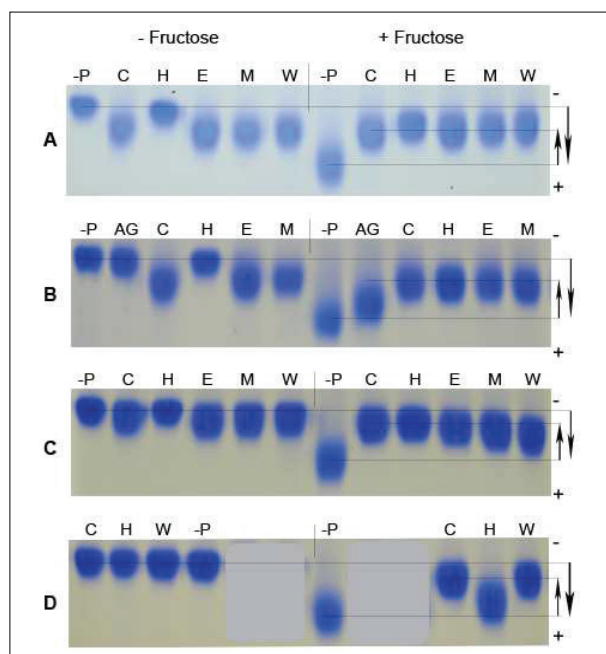 - Fructose + Fructose
-P C H E M W -P C H E M W
-
A
+
-P AG C H E M -P AG C H E M
-
B
+
-P C H E M W -P C H E M W
-
C
+
C H W -P -P C H W
-
D
+